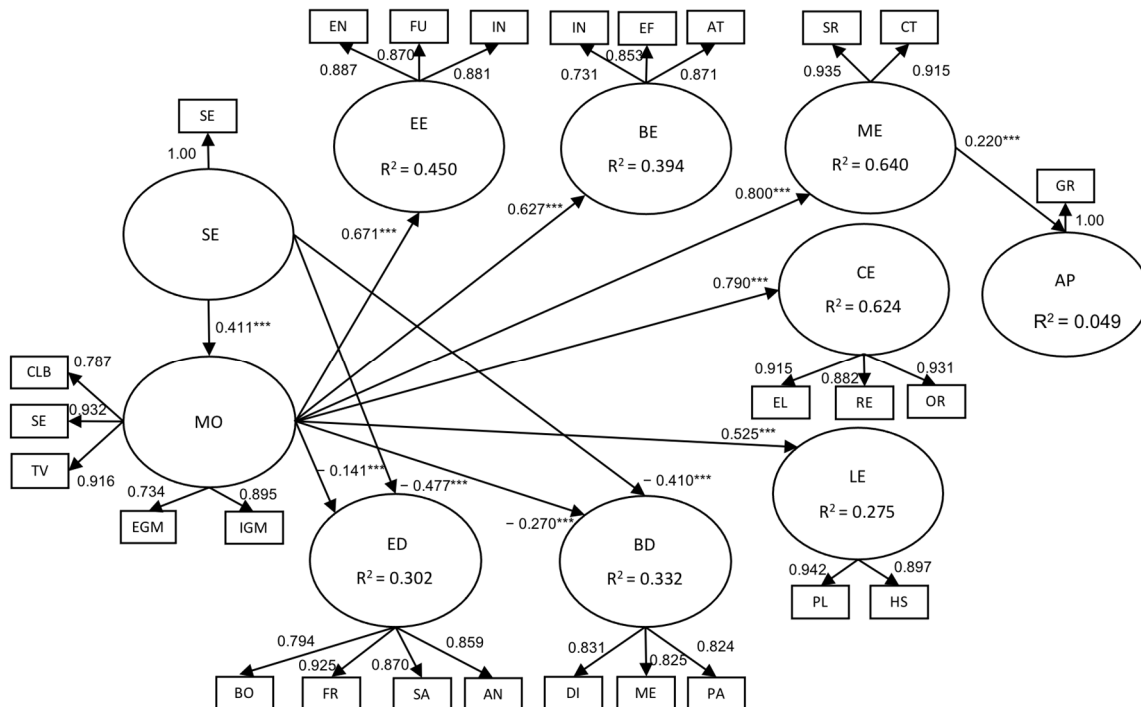 EN
FU
IN
IN
EF
AT
SR
CT
0.887
0.870
0.881
0.731
0.853
0.871
0.935
0.915
SE
1.00
EE
R² = 0.450
BE
R² = 0.394
ME
R² = 0.640
0.220***
GR
1.00
SE
0.671***
0.627***
0.800***
0.790***
CE
R² = 0.624
AP
R² = 0.049
0.411***
CLB
0.787
SE
0.932
TV
0.916
MO
0.734
0.895
EGM
IGM
0.915
0.882
0.931
EL
RE
OR
0.525***
− 0.141***
− 0.477***
− 0.410***
− 0.270***
LE
R² = 0.275
ED
R² = 0.302
BD
R² = 0.332
0.942
0.897
PL
HS
0.794
0.925
0.870
0.859
0.831
0.825
0.824
BO
FR
SA
AN
DI
ME
PA